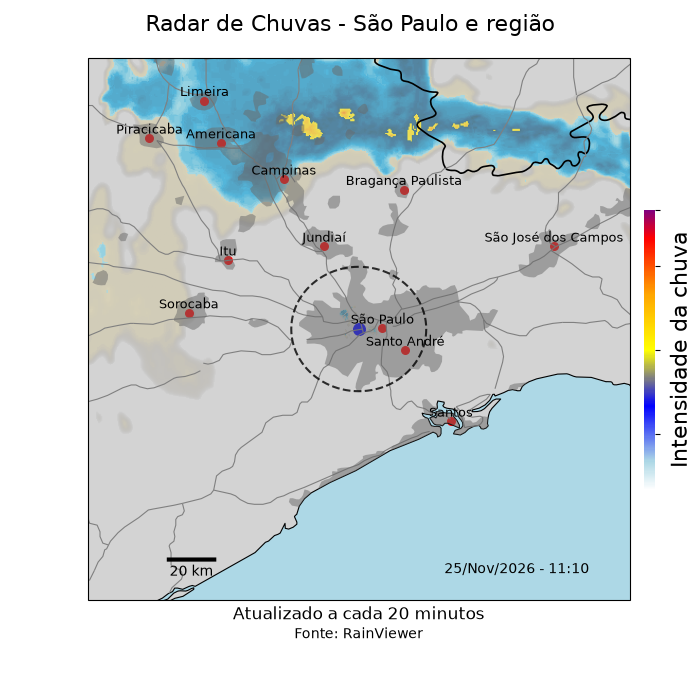 Radar de Chuvas - São Paulo e região
Limeira
Piracicaba
Americana
Campinas
Bragança Paulista
Jundiaí
São José dos Campos
Itu
Sorocaba
São Paulo
Santo André
Santos
Intensidade da chuva
20 km
25/Nov/2026 - 11:10
Atualizado a cada 20 minutos
Fonte: RainViewer